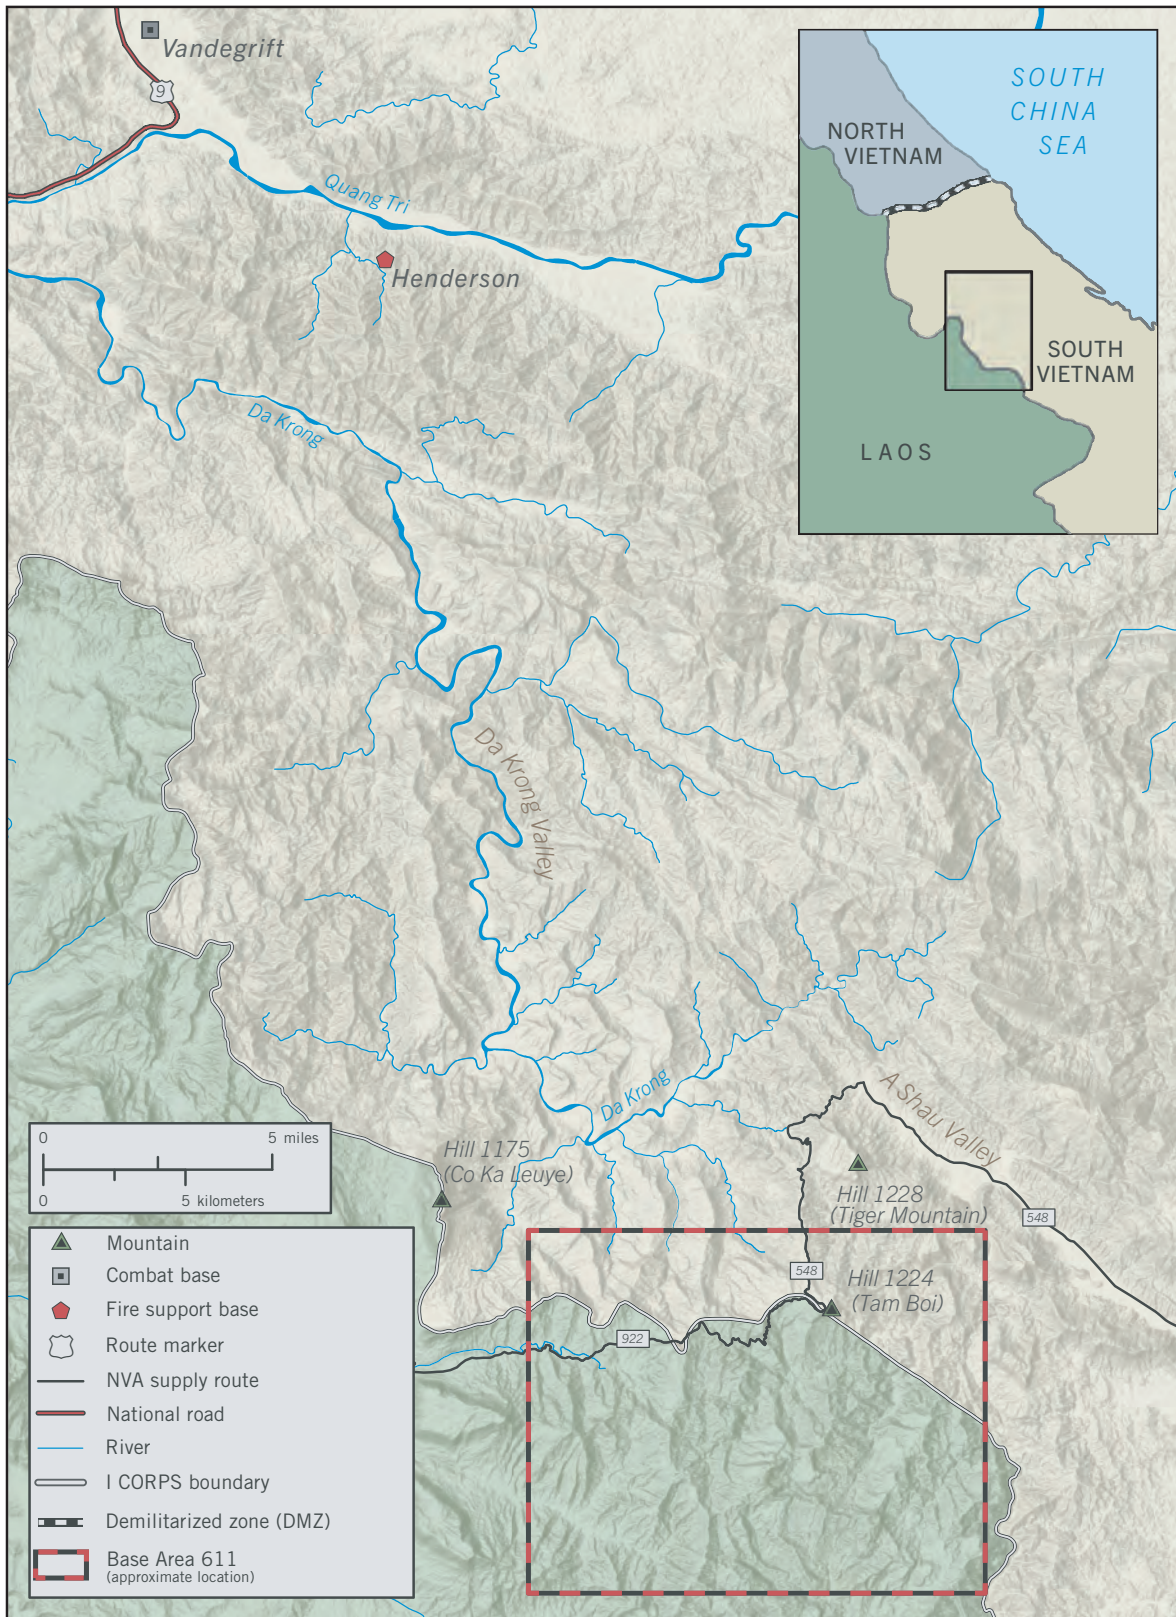 Vandegrift
9
Quang Tri
Henderson
Da Krong
SOUTH
CHINA
SEA
NORTH
VIETNAM
SOUTH
VIETNAM
LAOS
Da Krong Valley
Da Krong
A Shau Valley
Hill 1175
(Co Ka Leuye)
Hill 1228
(Tiger Mountain)
548
548
Hill 1224
(Tam Boi)
922
0 5 miles
0 5 kilometers
Mountain
Combat base
Fire support base
Route marker
NVA supply route
National road
River
I CORPS boundary
Demilitarized zone (DMZ)
Base Area 611
(approximate location)